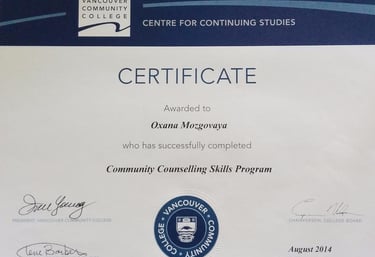 VANCOUVER
COMMUNITY
COLLEGE
CENTRE FOR CONTINUING STUDIES
CERTIFICATE
Awarded to
Oxana Mozgovaya
who has successfully completed
Community Counselling Skills Program
PRESIDENT, VANCOUVER COMMUNITY COLLEGE
CHAIRPERSON, COLLEGE BOARD
VANCOUVER • COMMUNITY • COLLEGE •
August 2014